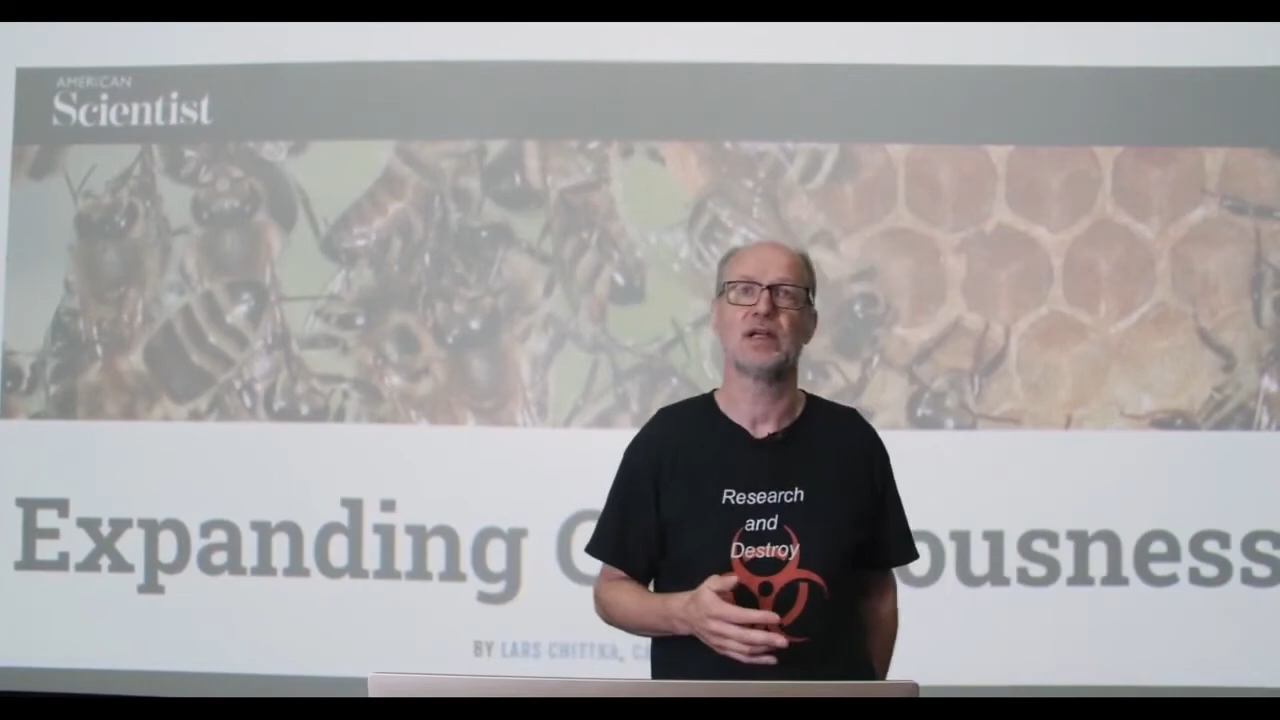 AMERICAN
Scientist
Research
and
Destroy
Expanding C ousness
BY LARS CHITTKA, C